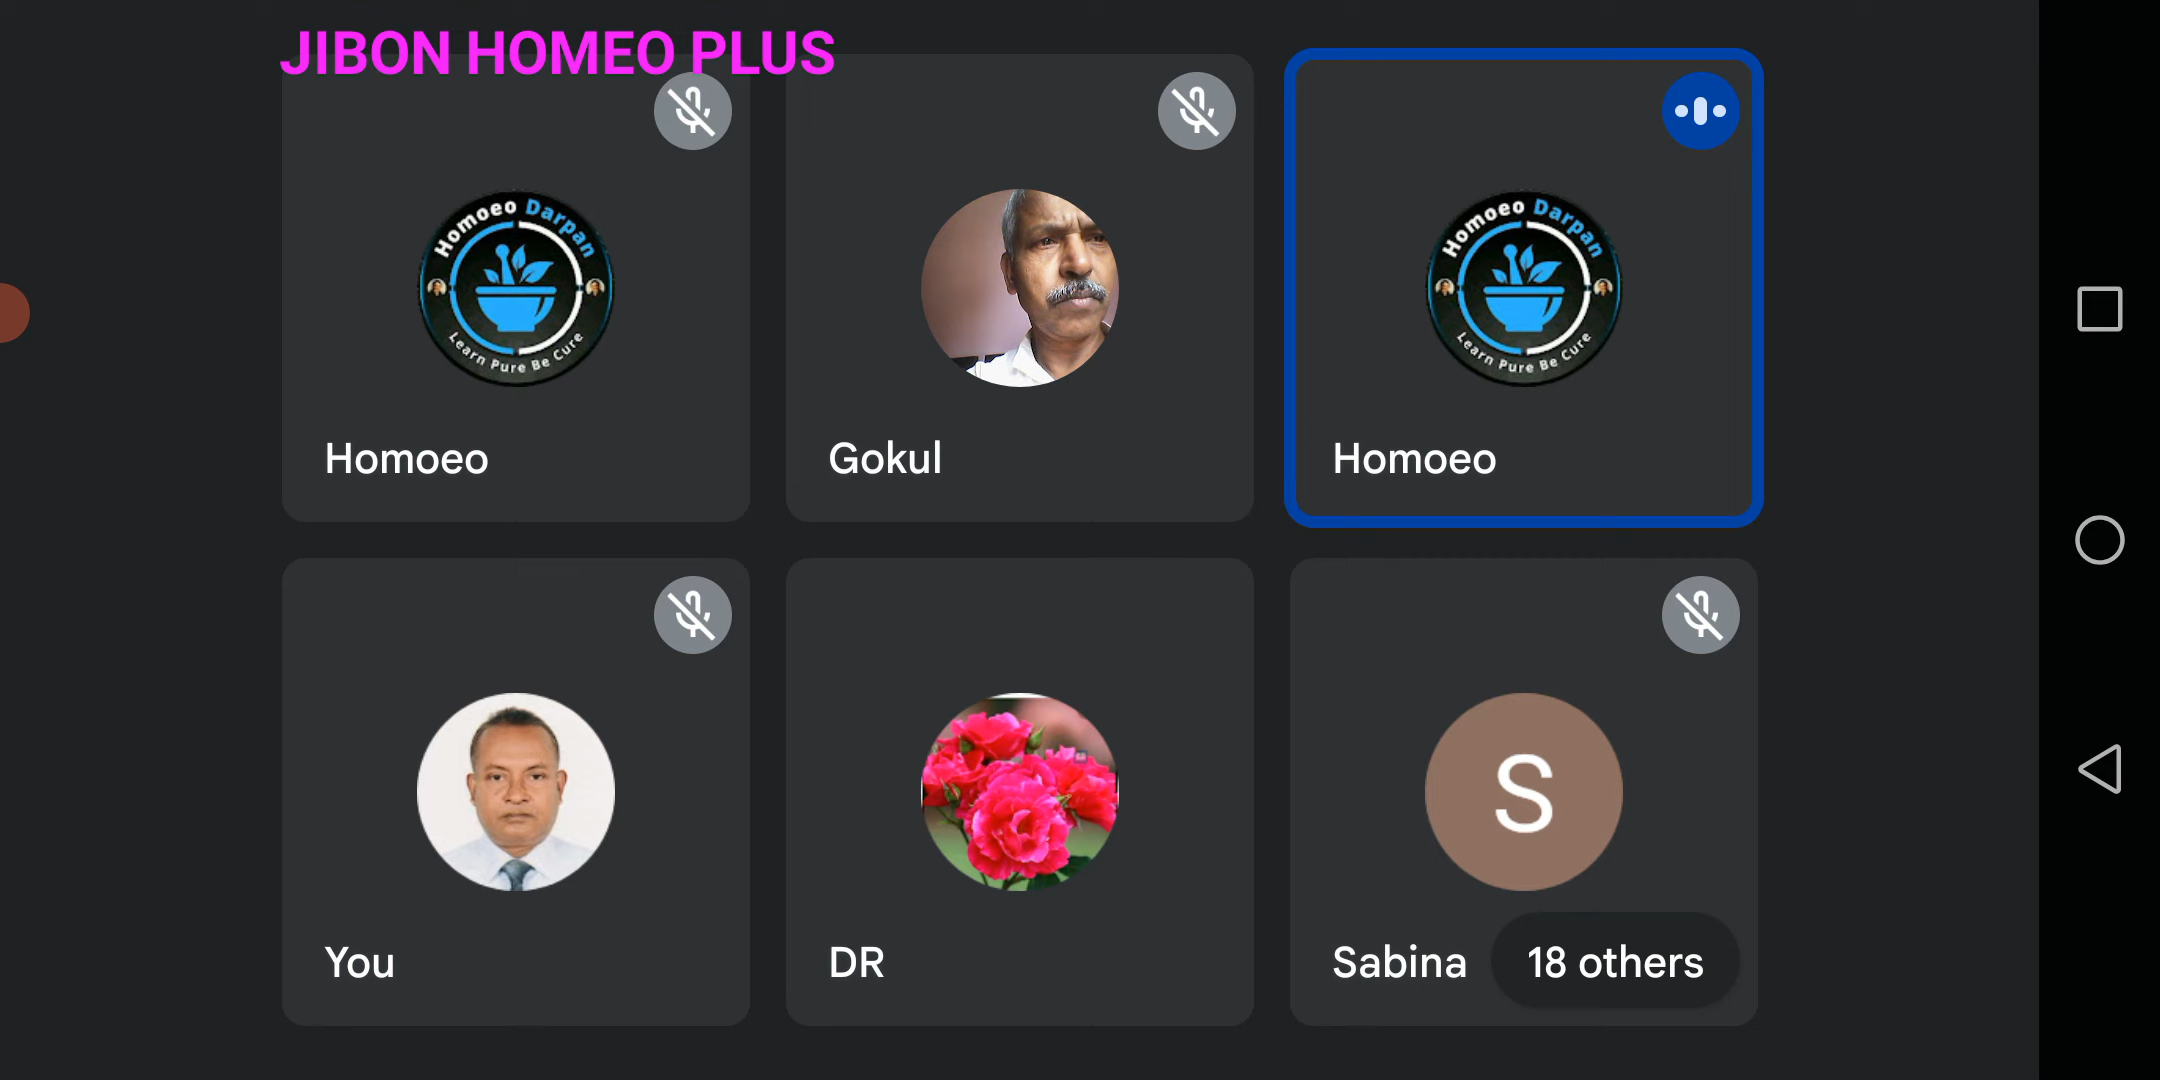 JIBON HOMEO PLUS
Homoeo Darpan
Learn Pure Be Cure
Homoeo
Gokul
Homoeo Darpan
Learn Pure Be Cure
Homoeo
You
DR
S
Sabina
18 others